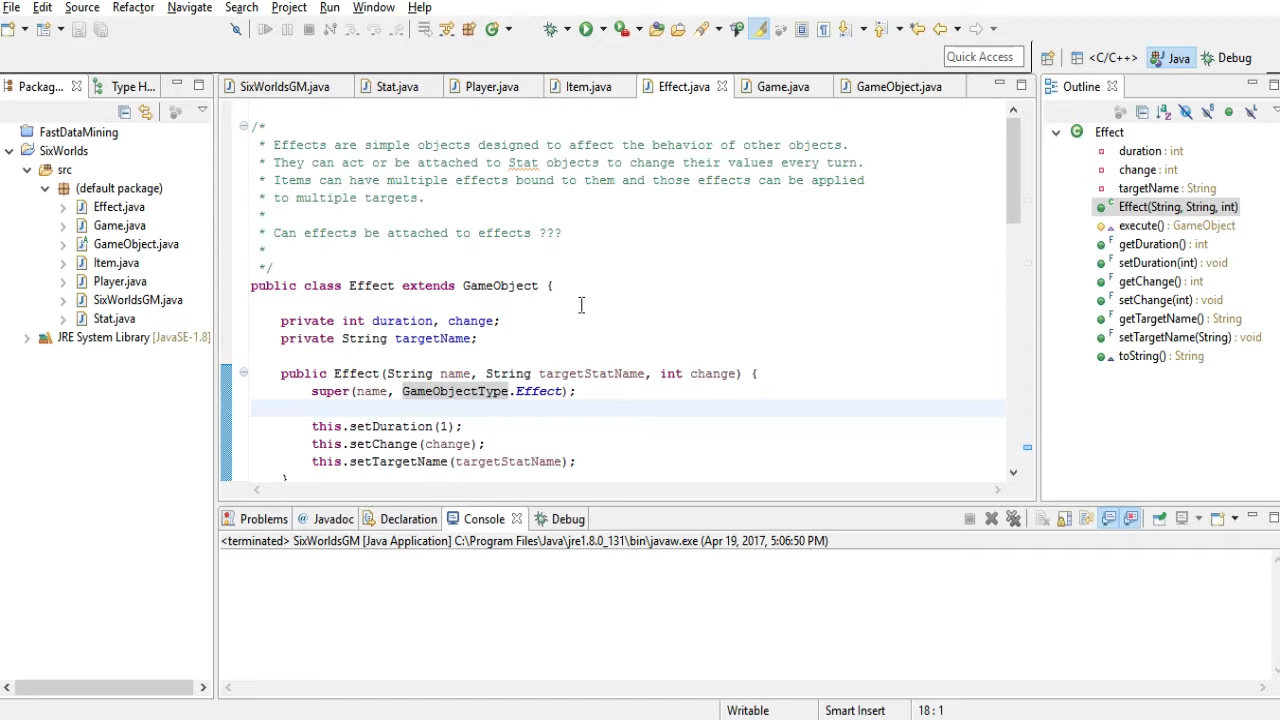 File Edit Source Refactor Navigate Search Project Run Window Help
Quick Access
<C/C++> Java Debug
Packag... Type H...
SixWorldsGM.java Stat.java Player.java Item.java Effect.java Game.java GameObject.java
Outline
FastDataMining
SixWorlds
src
(default package)
Effect.java
Game.java
GameObject.java
Item.java
Player.java
SixWorldsGM.java
Stat.java
JRE System Library [JavaSE-1.8]
/*
* Effects are simple objects designed to affect the behavior of other objects.
* They can act or be attached to Stat objects to change their values every turn.
* Items can have multiple effects bound to them and those effects can be applied
* to multiple targets.
*
* Can effects be attached to effects ???
*
*/
public class Effect extends GameObject {
private int duration, change;
private String targetName;
public Effect(String name, String targetStatName, int change) {
super(name, GameObjectType.Effect);
this.setDuration(1);
this.setChange(change);
this.setTargetName(targetStatName);
}
Effect
duration : int
change : int
targetName : String
Effect(String, String, int)
execute() : GameObject
getDuration() : int
setDuration(int) : void
getChange() : int
setChange(int) : void
getTargetName() : String
setTargetName(String) : void
toString() : String
Problems @ Javadoc Declaration Console Debug
<terminated> SixWorldsGM [Java Application] C:\Program Files\Java\jre1.8.0_131\bin\javaw.exe (Apr 19, 2017, 5:06:50 PM)
Writable Smart Insert 18 : 1